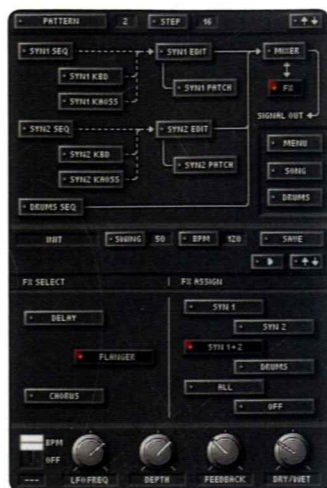 PATTERN 2 STEP 16
SYN1 SEQ SYN1 EDIT MIXER
SYN1 KBD
SYN1 KAOSS SYN1 PATCH FX
SIGNAL OUT
SYN2 SEQ SYN2 EDIT
SYN2 KBD MENU
SYN2 KAOSS SYN2 PATCH
SONG
DRUMS SEQ DRUMS
INIT SWING 50 BPM 120 SAVE
FX SELECT FX ASSIGN
SYN 1
DELAY
SYN 2
FLANGER SYN 1+2
DRUMS
CHORUS ALL
OFF
BPM
OFF
--- LFO FREQ DEPTH FEEDBACK DRY/WET